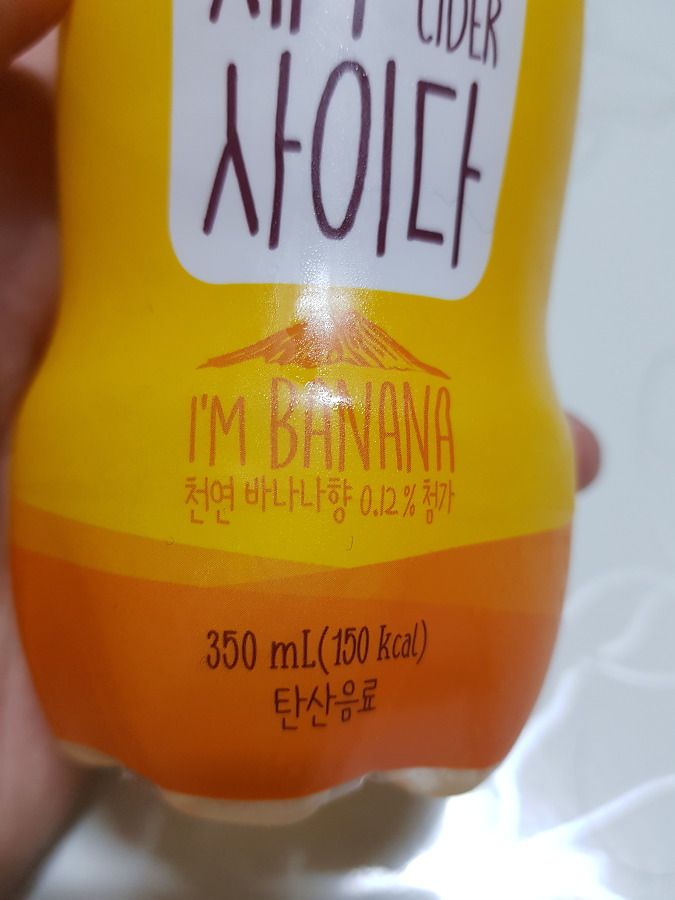 CIDER
사이다
I'M BANANA
천연 바나나향 0.12% 첨가
350 mL(150 kcal)
탄산음료